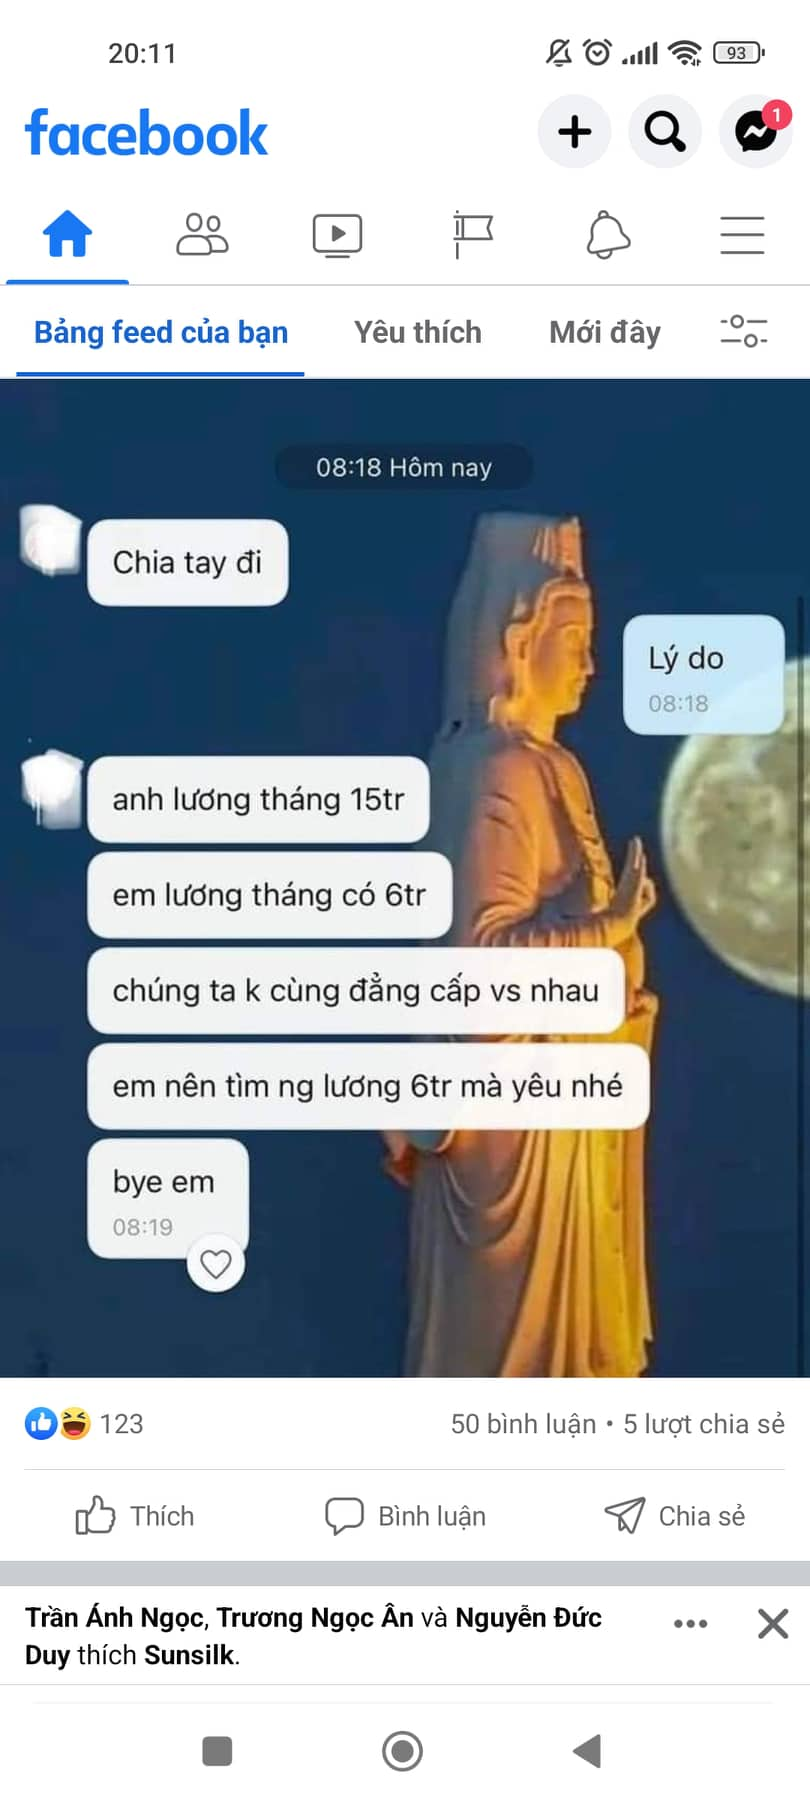 20:11
93
facebook
1
Bảng feed của bạn
Yêu thích
Mới đây
08:18 Hôm nay
Chia tay đi
Lý do
08:18
anh lương tháng 15tr
em lương tháng có 6tr
chúng ta k cùng đẳng cấp vs nhau
em nên tìm ng lương 6tr mà yêu nhé
bye em
08:19
123
50 bình luận • 5 lượt chia sẻ
Thích
Bình luận
Chia sẻ
Trần Ánh Ngọc, Trương Ngọc Ân và Nguyễn Đức
Duy thích Sunsilk.